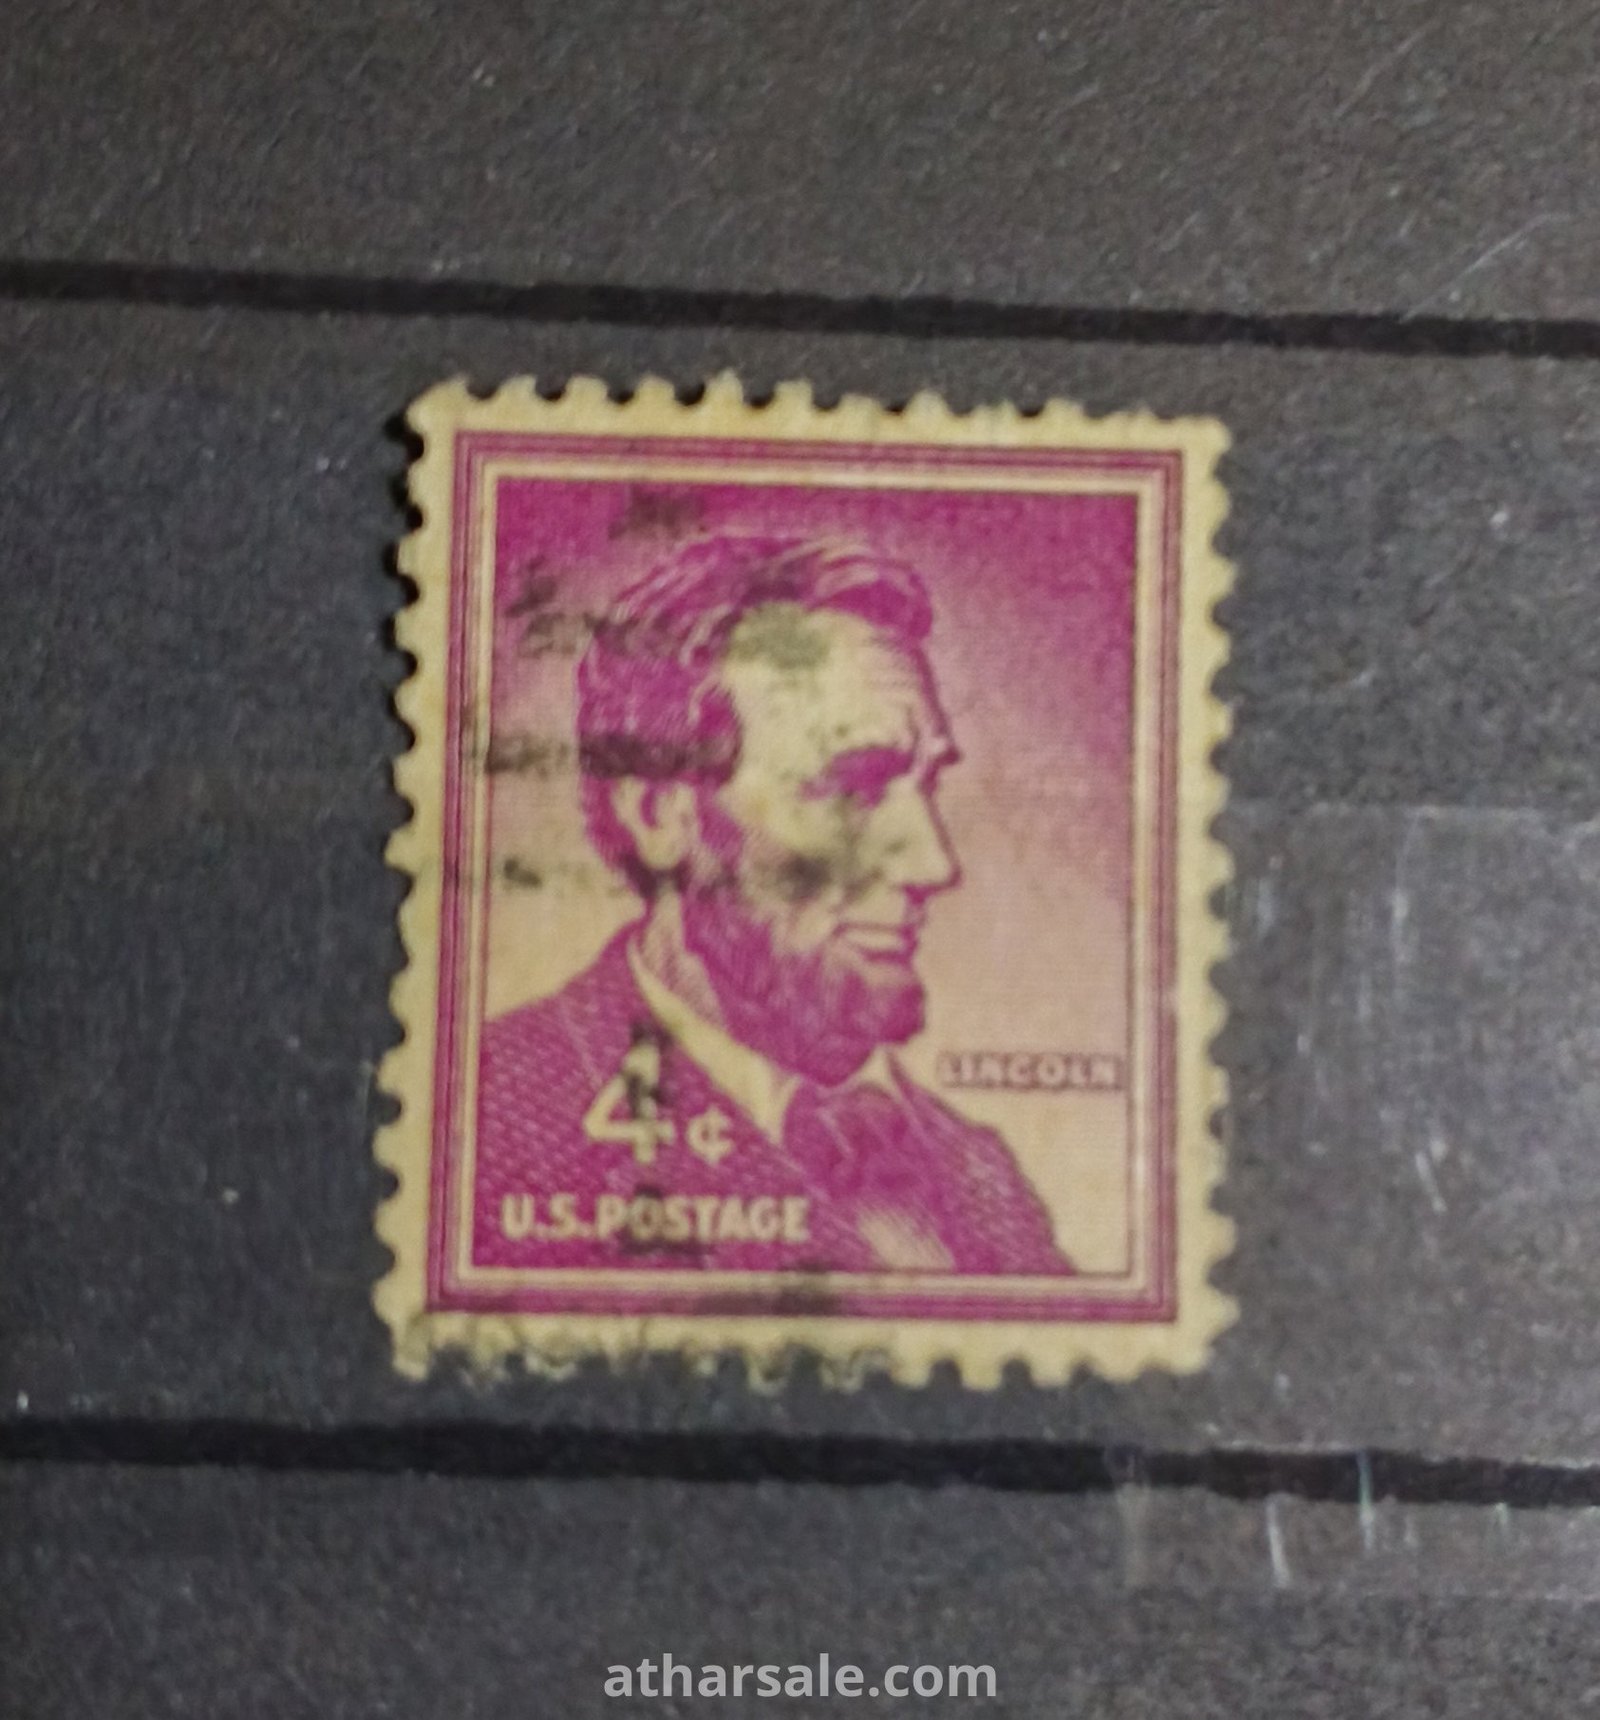 LINCOLN
4¢
U.S. POSTAGE
atharsale.com